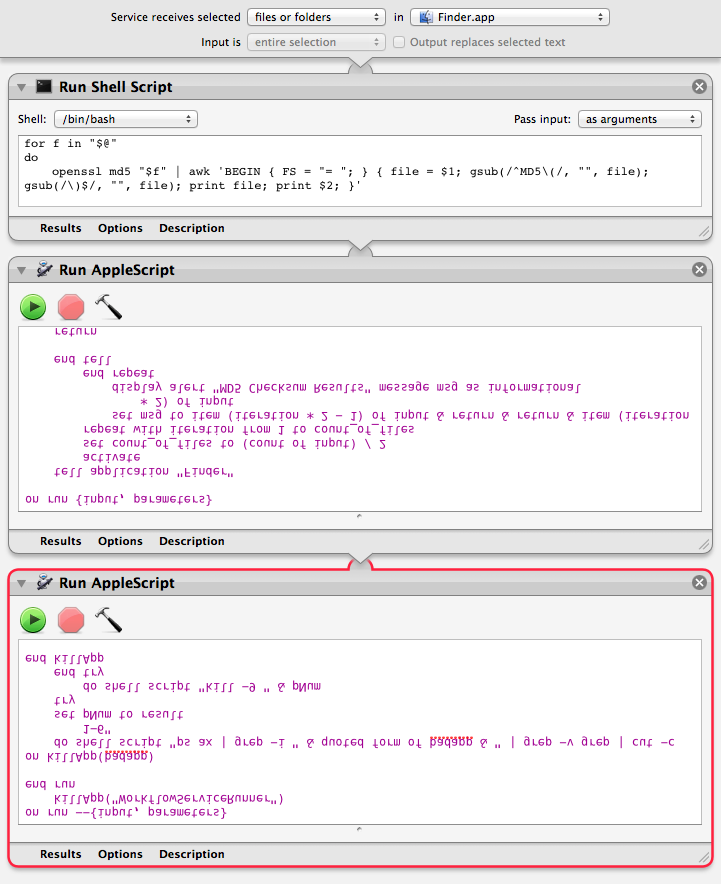 Service receives selected files or folders in Finder.app
Input is entire selection Output replaces selected text
Run Shell Script
Shell: /bin/bash Pass input: as arguments
for f in "$@"
do
openssl md5 "$f" | awk 'BEGIN { FS = "= "; } { file = $1; gsub(/^MD5\(/, "", file);
gsub(/\)$/, "", file); print file; print $2; }'
Results Options Description
Run AppleScript
on run {input, parameters}
tell application "Finder"
activate
set count_of_files to (count of input) / 2
repeat with iteration from 1 to count_of_files
set msg to item (iteration * 2 - 1) of input & return & return & item (iteration
* 2) of input
display alert "MD5 Checksum Results" message msg as informational
end repeat
end tell
return
Results Options Description
Run AppleScript
on run --{input, parameters}
killApp("WorkflowServiceRunner")
end run
on killApp(badapp)
do shell script "ps ax | grep -i " & quoted form of badapp & " | grep -v grep | cut -c
1-6"
set pNum to result
try
do shell script "kill -9 " & pNum
end try
end killApp
Results Options Description